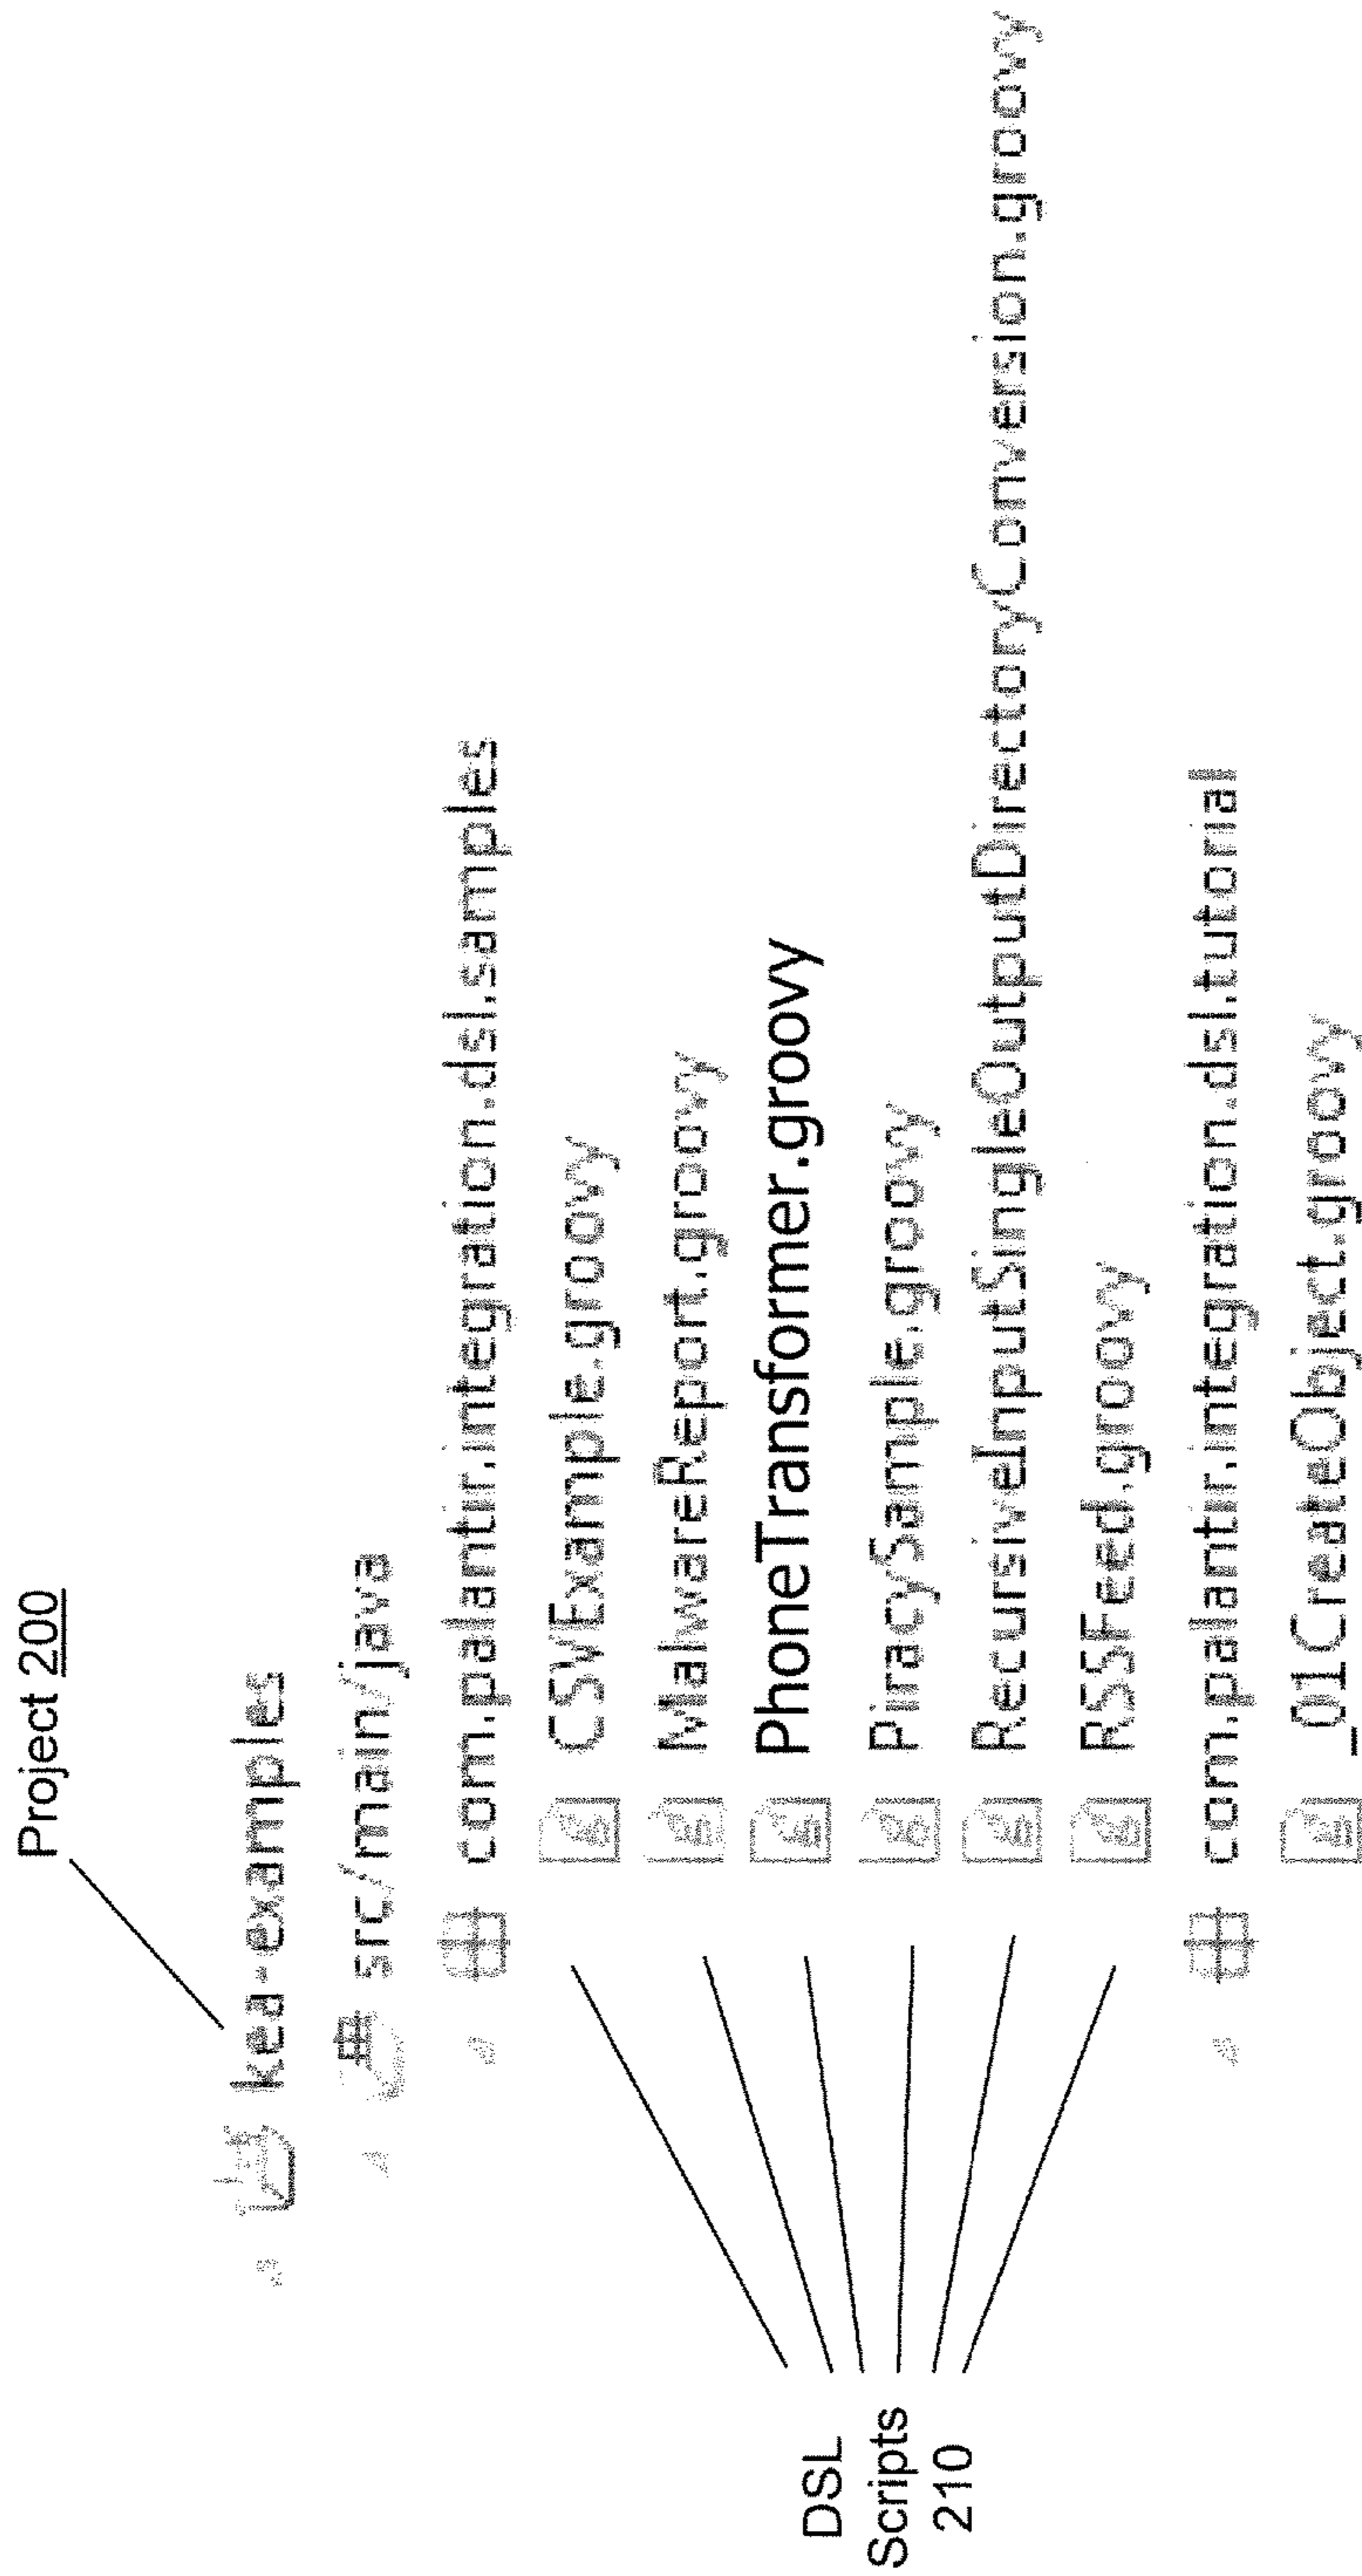 Project 200
kea-examples
src/main/java
com.palantir.integration.dsl.samples
CSVExample.groovy
MalwareReport.groovy
PhoneTransformer.groovy
PiracySample.groovy
RecursiveInputSingleOutputDirectoryConversion.groovy
RSSFeed.groovy
com.palantir.integration.dsl.tutorial
_01CreateObject.groovy
DSL
Scripts
210